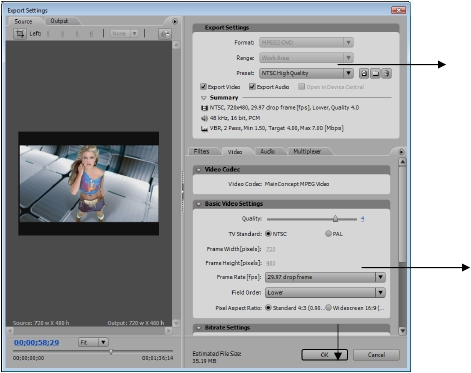 Export Settings
Source Output
Left:
None
Source: 720 w X 480 h Output: 720 W X 480 h
00;00;58;29 Fit
00;00;00;00 00;01;36;14
Export Settings
Format: MPEG2-DVD
Range: Work Area
Preset: NTSC High Quality
Export Video Export Audio Open in Device Central
Summary
NTSC, 720x480, 29.97 drop frame [fps], Lower, Quality 4.0
48 kHz, 16 bit, PCM
VBR, 2 Pass, Min 1.50, Target 4.00, Max 7.00 [Mbps]
Filters Video Audio Multiplexer
Video Codec
Video Codec: MainConcept MPEG Video
Basic Video Settings
Quality: 4
TV Standard: NTSC PAL
Frame Width [pixels]: 720
Frame Height [pixels]: 480
Frame Rate [fps]: 29.97 drop frame
Field Order: Lower
Pixel Aspect Ratio: Standard 4:3 (0.90... Widescreen 16:9 (...
Bitrate Settings
Estimated File Size:
35.19 MB
OK Cancel